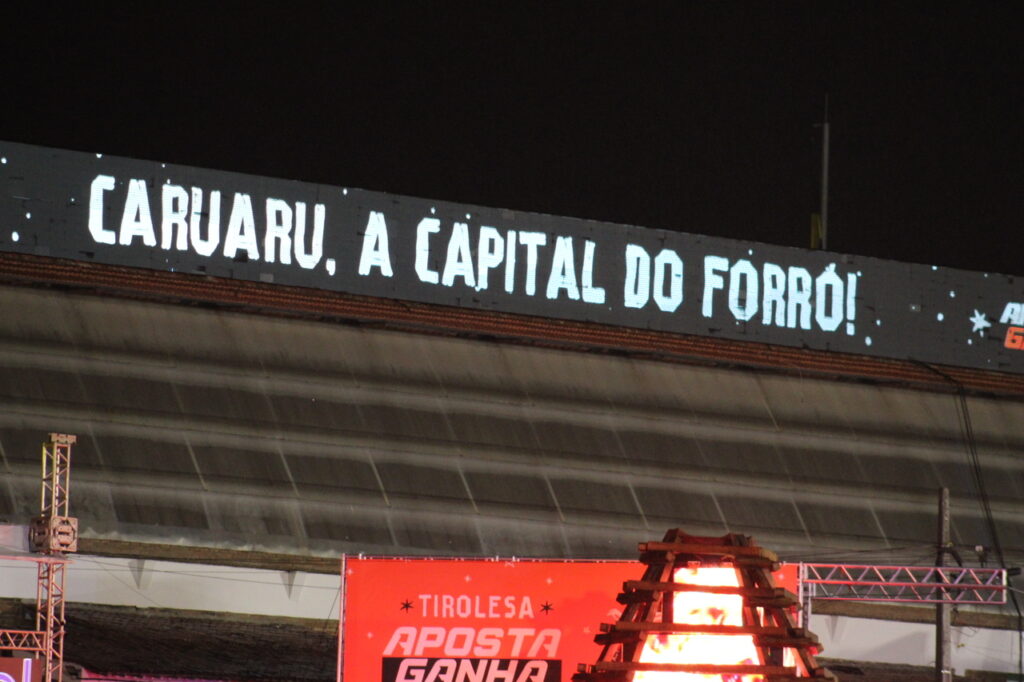 CARUARU, A CAPITAL DO FORRÓ!
TIROLESA
APOSTA
GANHA